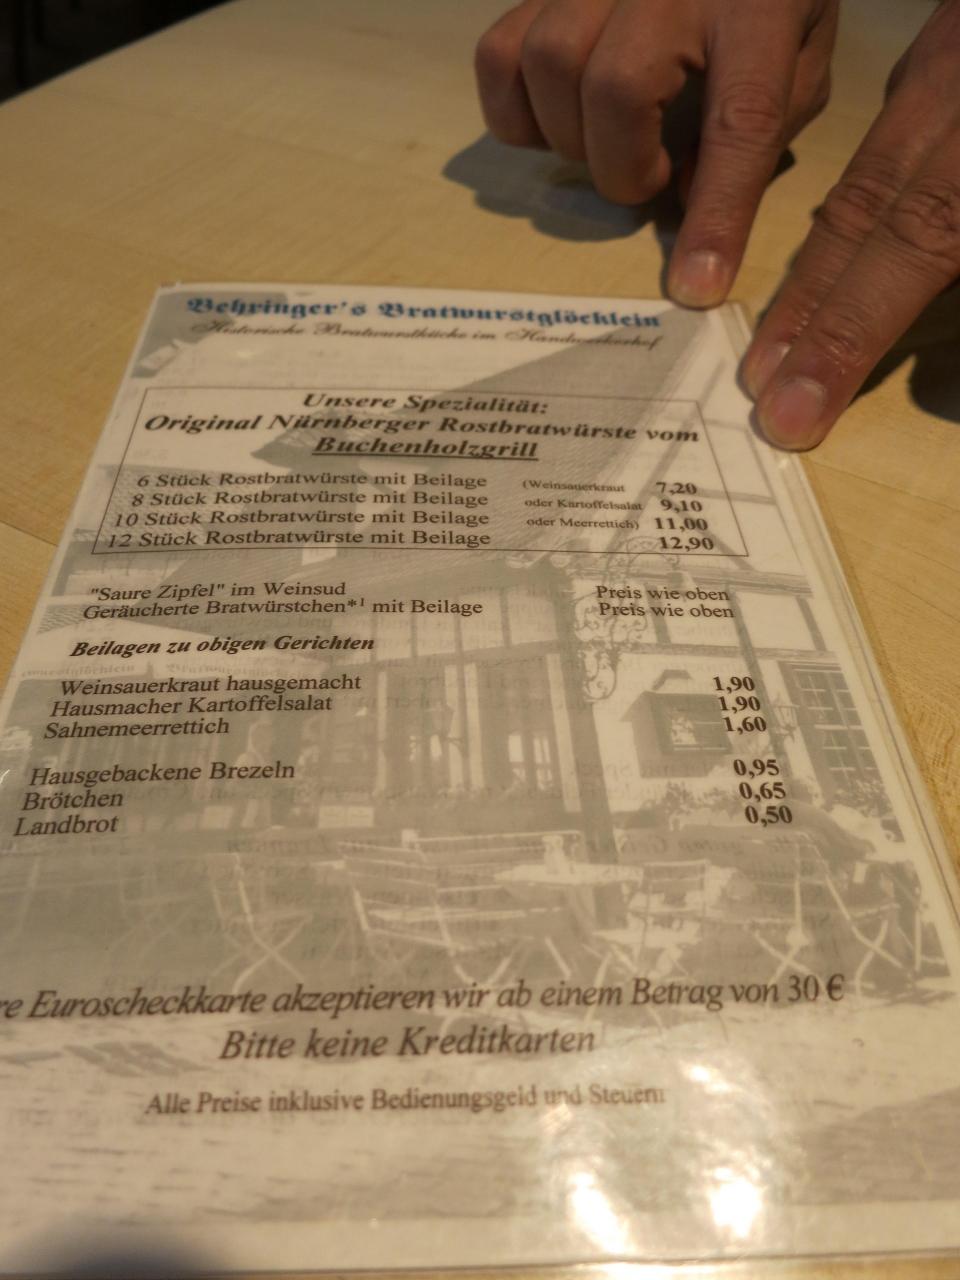 Behringer's Bratwurstglöcklein
Historische Bratwurstküche im Handwerkerhof
Unsere Spezialität:
Original Nürnberger Rostbratwürste vom
Buchenholzgrill
6 Stück Rostbratwürste mit Beilage (Weinsauerkraut 7,20
8 Stück Rostbratwürste mit Beilage oder Kartoffelsalat 9,10
10 Stück Rostbratwürste mit Beilage oder Meerrettich) 11,00
12 Stück Rostbratwürste mit Beilage 12,90
"Saure Zipfel" im Weinsud Preis wie oben
Geräucherte Bratwürstchen*¹ mit Beilage Preis wie oben
Beilagen zu obigen Gerichten
Weinsauerkraut hausgemacht 1,90
Hausmacher Kartoffelsalat 1,90
Sahnemeerrettich 1,60
Hausgebackene Brezeln 0,95
Brötchen 0,65
Landbrot 0,50
re Euroscheckkarte akzeptieren wir ab einem Betrag von 30 €
Bitte keine Kreditkarten
Alle Preise inklusive Bedienungsgeld und Steuern